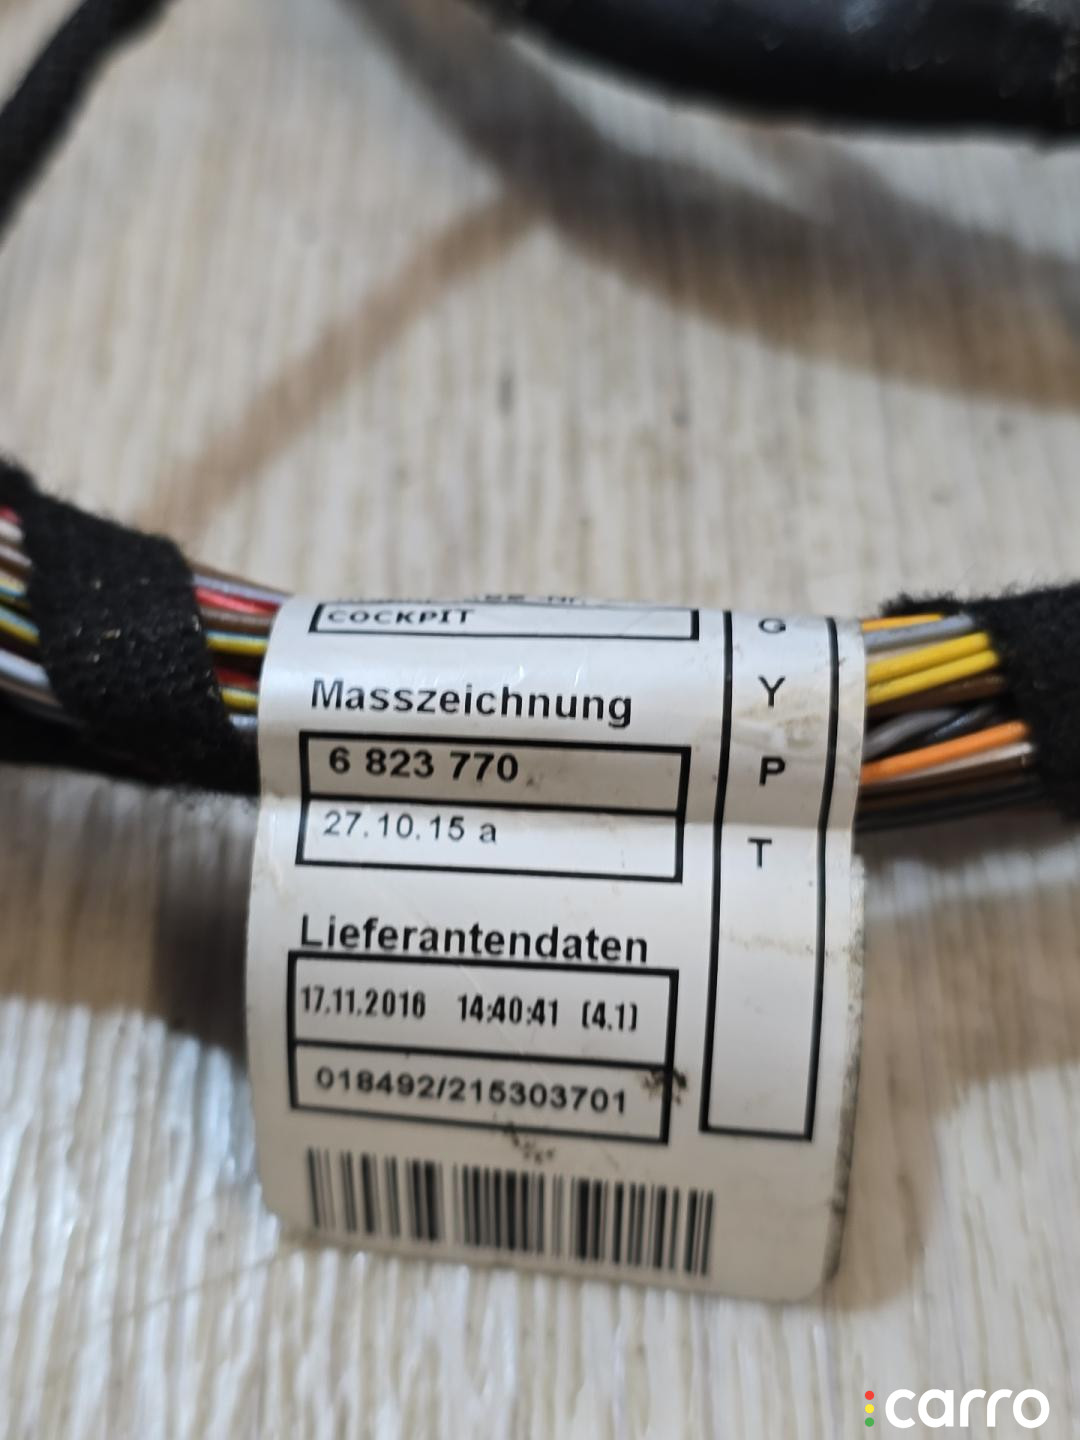 COCKPIT
Masszeichnung
6 823 770
27.10.15 a
Lieferantendaten
17.11.2016 14:40:41 (4.1)
018492/215303701
G
Y
P
T
carro